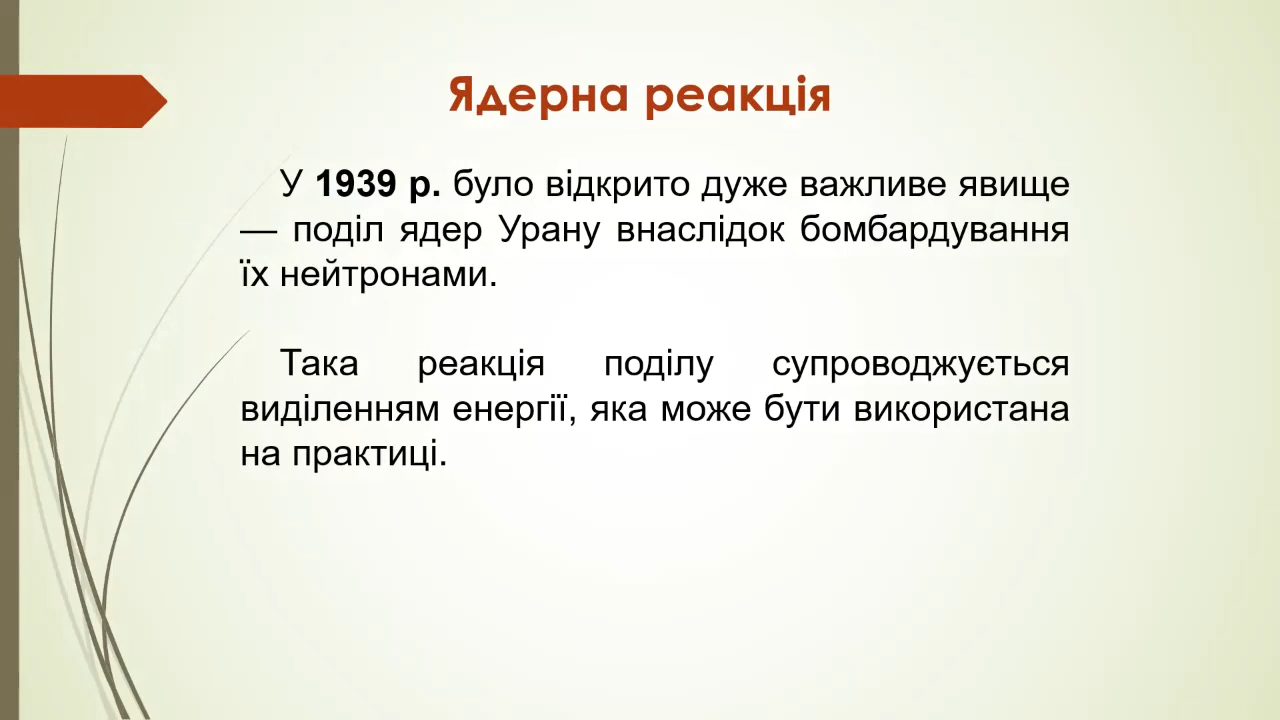 Ядерна реакція
У 1939 р. було відкрито дуже важливе явище
— поділ ядер Урану внаслідок бомбардування
їх нейтронами.
Така реакція поділу супроводжується
виділенням енергії, яка може бути використана
на практиці.